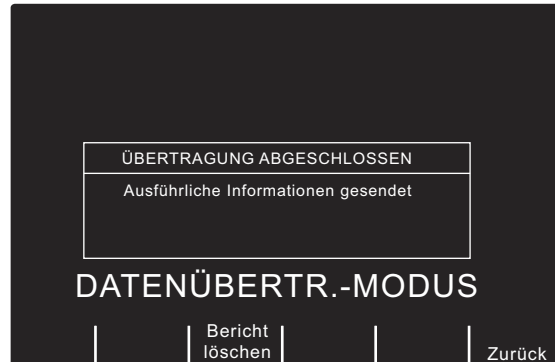 ÜBERTRAGUNG ABGESCHLOSSEN
Ausführliche Informationen gesendet
DATENÜBERTR.-MODUS
Bericht
löschen
Zurück